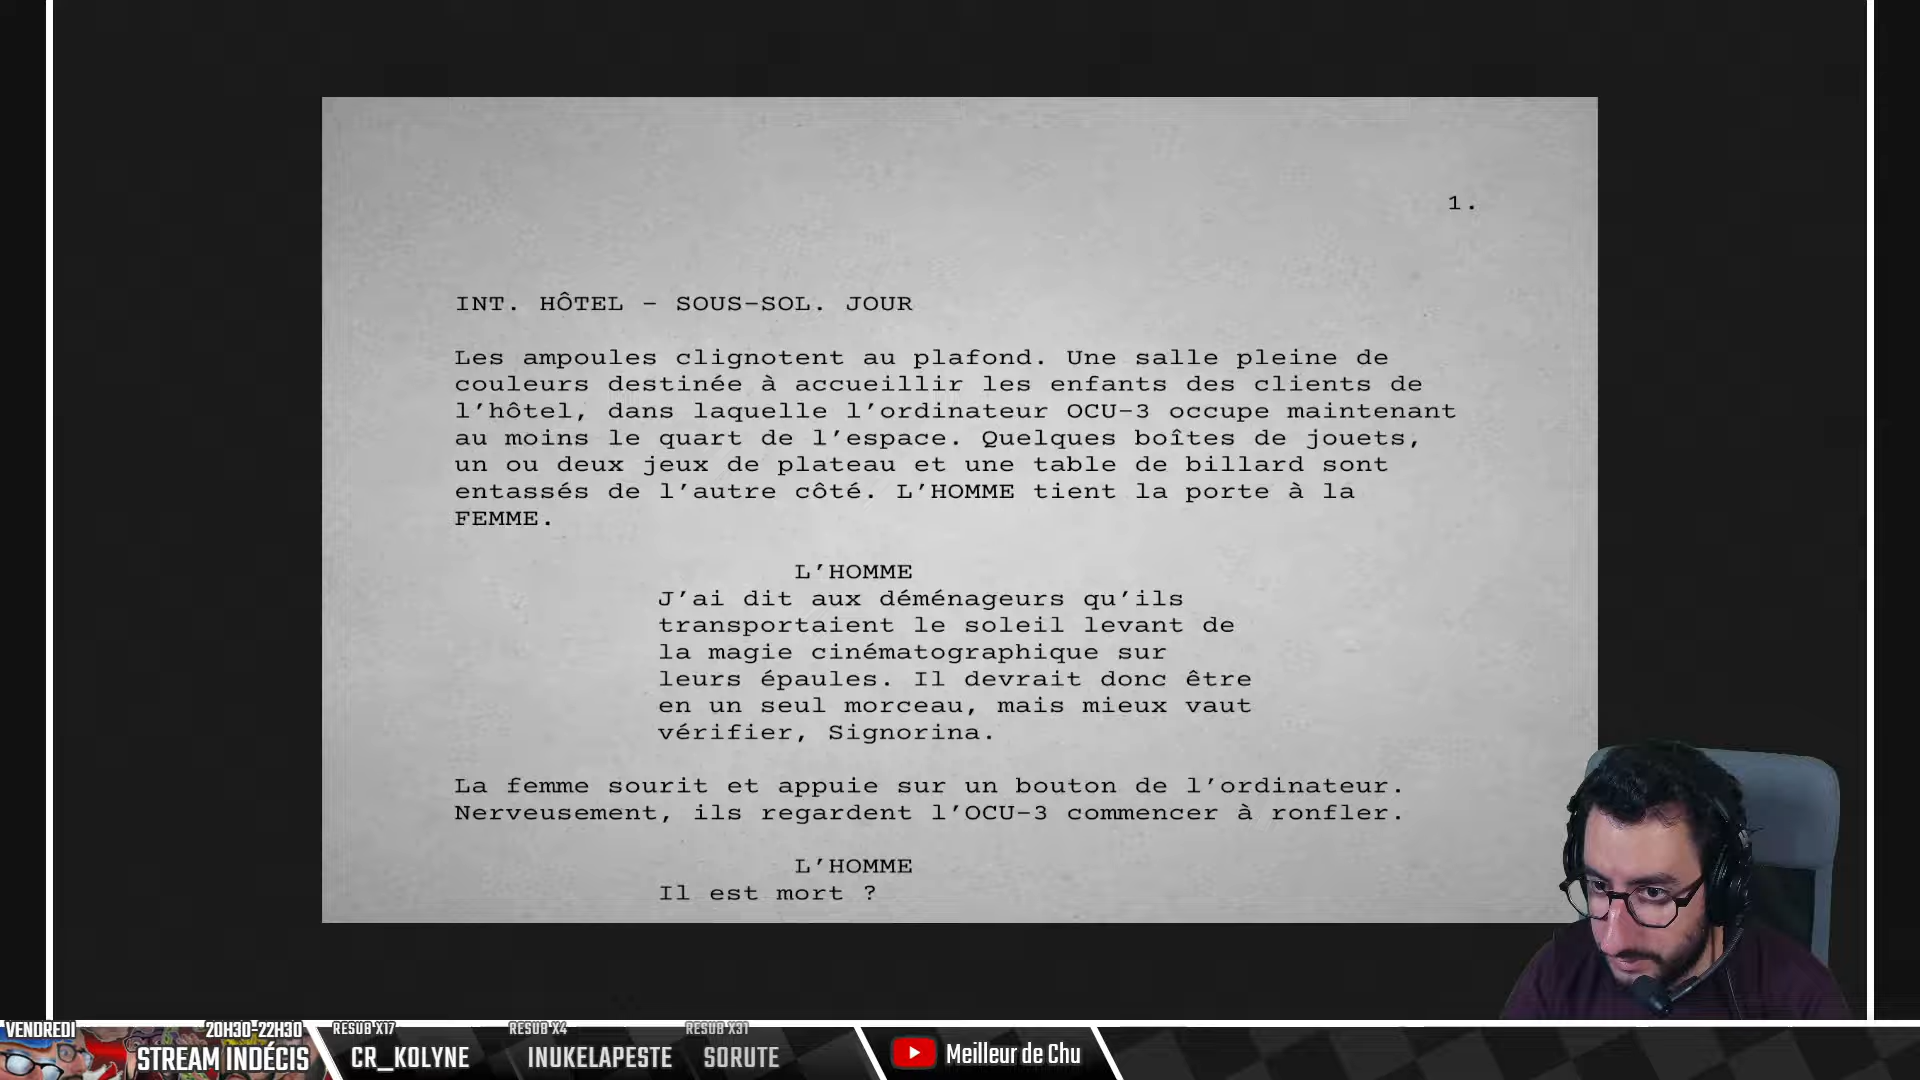 1.
INT. HÔTEL - SOUS-SOL. JOUR
Les ampoules clignotent au plafond. Une salle pleine de
couleurs destinée à accueillir les enfants des clients de
l'hôtel, dans laquelle l'ordinateur OCU-3 occupe maintenant
au moins le quart de l'espace. Quelques boîtes de jouets,
un ou deux jeux de plateau et une table de billard sont
entassés de l'autre côté. L'HOMME tient la porte à la
FEMME.
L'HOMME
J'ai dit aux déménageurs qu'ils
transportaient le soleil levant de
la magie cinématographique sur
leurs épaules. Il devrait donc être
en un seul morceau, mais mieux vaut
vérifier, Signorina.
La femme sourit et appuie sur un bouton de l'ordinateur.
Nerveusement, ils regardent l'OCU-3 commencer à ronfler.
L'HOMME
Il est mort ?
VENDREDI 20H30-22H30
STREAM INDÉCIS
RESUB X17
CR_KOLYNE
RESUB X4
INUKELAPESTE
RESUB X31
SORUTE
Meilleur de Chu